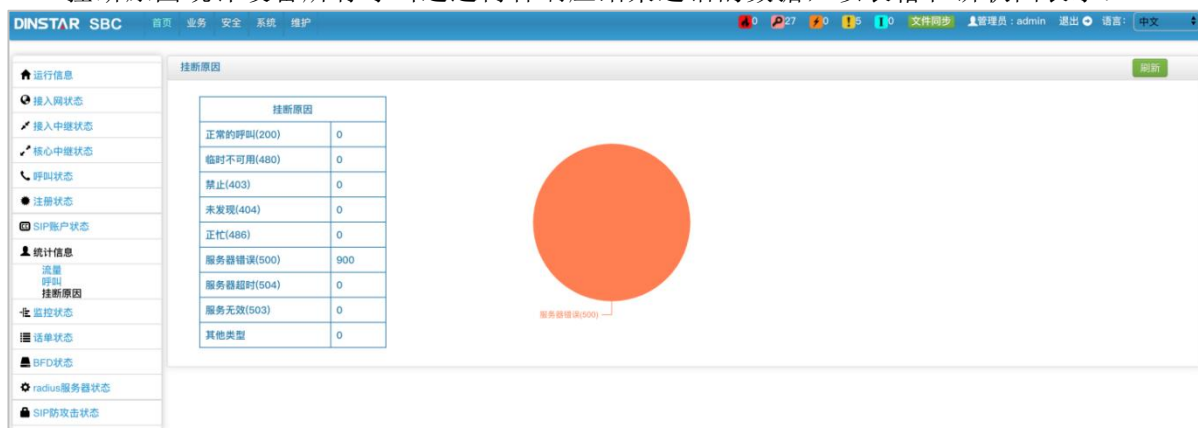 DINSTAR SBC 首页 业务 安全 系统 维护 0 27 0 5 0 文件同步 管理员：admin 退出 语言： 中文
运行信息
接入网状态
接入中继状态
核心中继状态
呼叫状态
注册状态
SIP账户状态
统计信息
流量
呼叫
挂断原因
监控状态
话单状态
BFD状态
radius服务器状态
SIP防攻击状态
挂断原因 刷新
挂断原因
正常的呼叫(200) 0
临时不可用(480) 0
禁止(403) 0
未发现(404) 0
正忙(486) 0
服务器错误(500) 900
服务器超时(504) 0
服务无效(503) 0
其他类型 0
服务器错误(500)